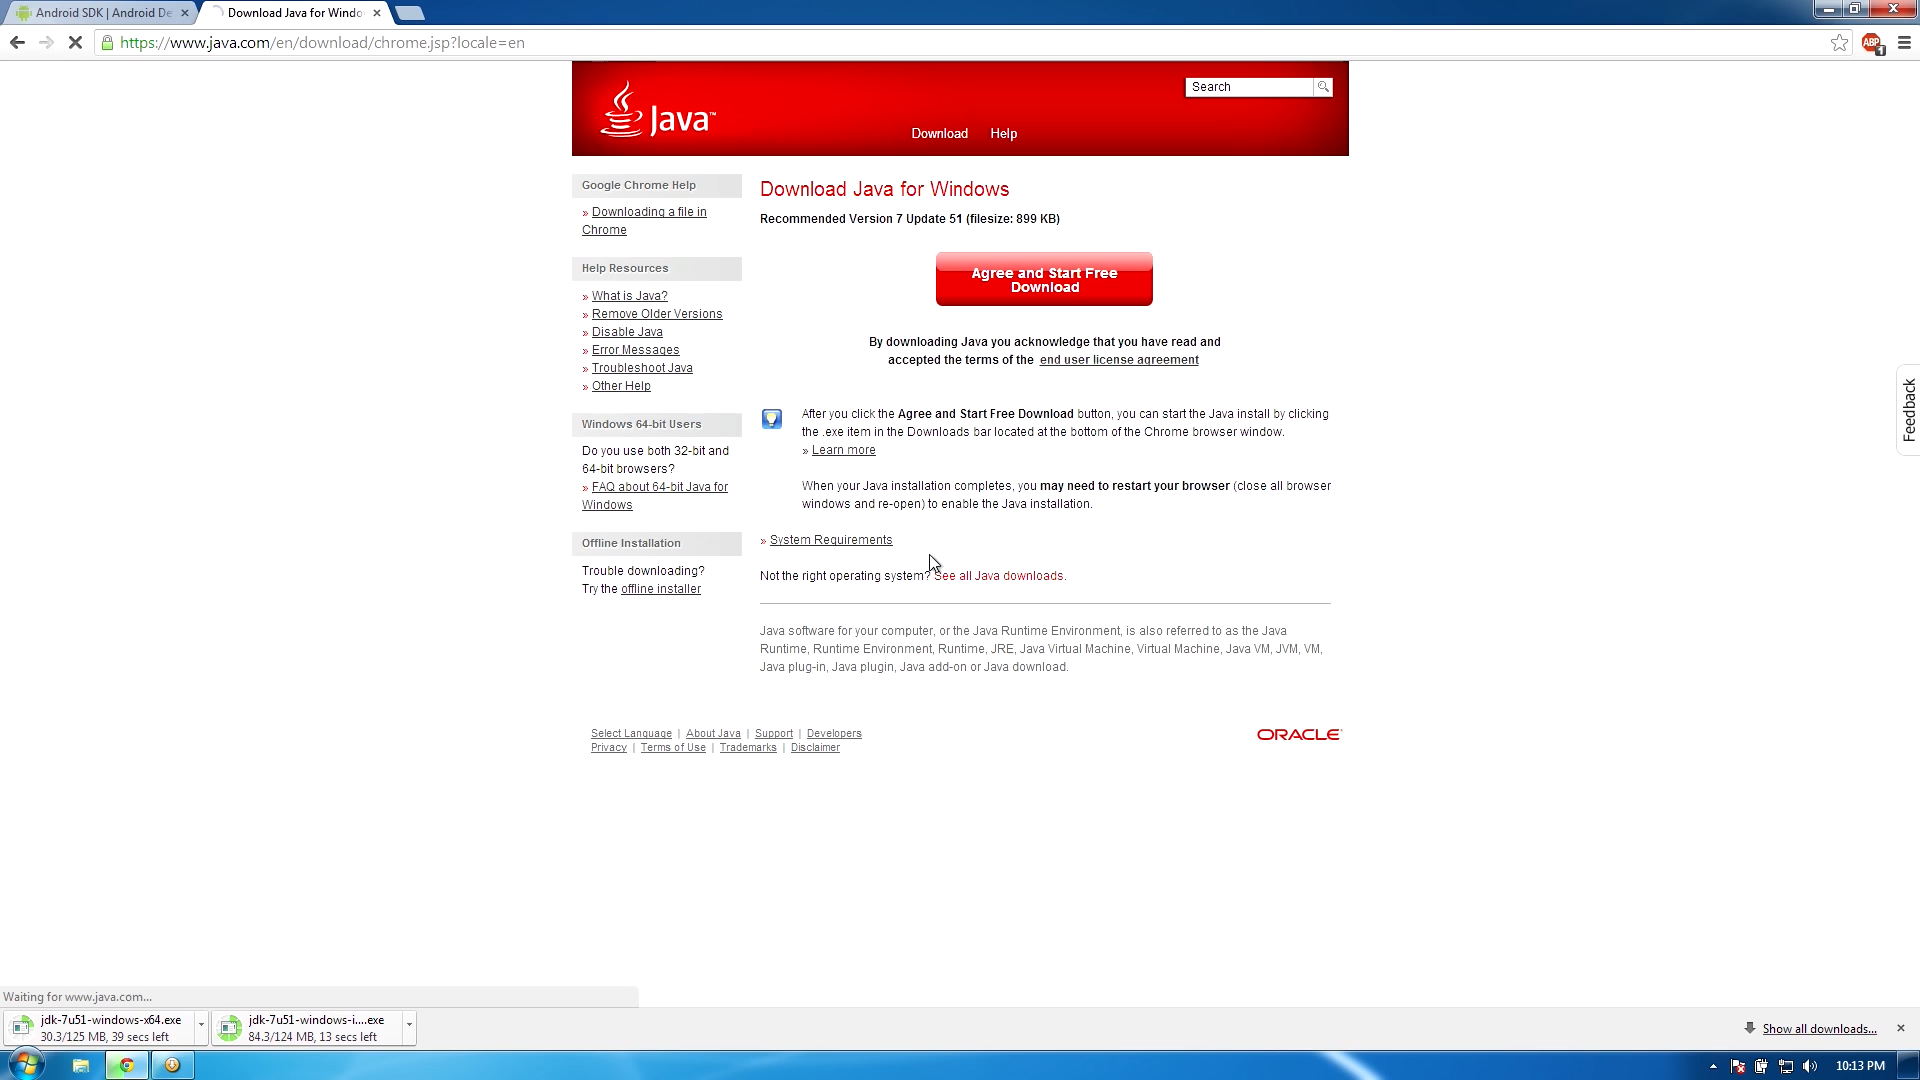 Android SDK | Android De
Download Java for Windo
https://www.java.com/en/download/chrome.jsp?locale=en
ABP
1
Java™
Search
Download
Help
Google Chrome Help
» Downloading a file in
Chrome
Help Resources
» What is Java?
» Remove Older Versions
» Disable Java
» Error Messages
» Troubleshoot Java
» Other Help
Windows 64-bit Users
Do you use both 32-bit and
64-bit browsers?
» FAQ about 64-bit Java for
Windows
Offline Installation
Trouble downloading?
Try the offline installer
Download Java for Windows
Recommended Version 7 Update 51 (filesize: 899 KB)
Agree and Start Free
Download
By downloading Java you acknowledge that you have read and
accepted the terms of the end user license agreement
After you click the Agree and Start Free Download button, you can start the Java install by clicking
the .exe item in the Downloads bar located at the bottom of the Chrome browser window.
» Learn more
When your Java installation completes, you may need to restart your browser (close all browser
windows and re-open) to enable the Java installation.
» System Requirements
Not the right operating system? See all Java downloads.
Java software for your computer, or the Java Runtime Environment, is also referred to as the Java
Runtime, Runtime Environment, Runtime, JRE, Java Virtual Machine, Virtual Machine, Java VM, JVM, VM,
Java plug-in, Java plugin, Java add-on or Java download.
Feedback
Select Language | About Java | Support | Developers
Privacy | Terms of Use | Trademarks | Disclaimer
ORACLE
Waiting for www.java.com...
jdk-7u51-windows-x64.exe
30.3/125 MB, 39 secs left
jdk-7u51-windows-i....exe
84.3/124 MB, 13 secs left
Show all downloads...
10:13 PM